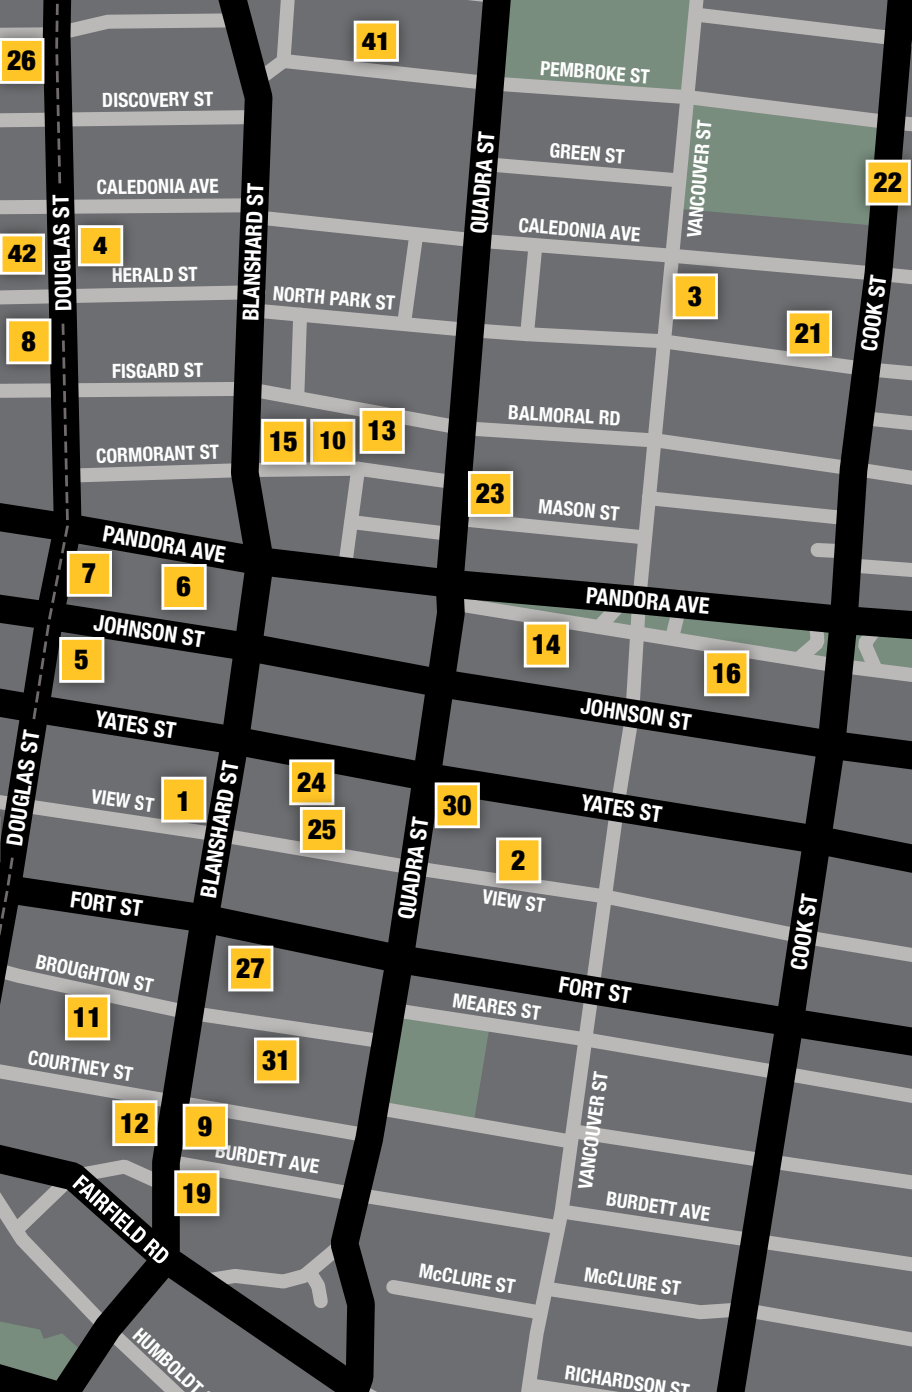 41
26
PEMBROKE ST
DISCOVERY ST
VANCOUVER ST
QUADRA ST
GREEN ST
22
CALEDONIA AVE
BLANSHARD ST
DOUGLAS ST
CALEDONIA AVE
4
42
HERALD ST
NORTH PARK ST
3
COOK ST
21
8
FISGARD ST
BALMORAL RD
15
10
13
CORMORANT ST
23
MASON ST
PANDORA AVE
7
6
PANDORA AVE
JOHNSON ST
14
5
16
JOHNSON ST
YATES ST
DOUGLAS ST
24
BLANSHARD ST
VIEW ST
1
30
YATES ST
25
QUADRA ST
2
VIEW ST
FORT ST
COOK ST
27
BROUGHTON ST
FORT ST
MEARES ST
11
31
COURTNEY ST
VANCOUVER ST
12
9
BURDETT AVE
19
BURDETT AVE
FAIRFIELD RD
McCLURE ST
McCLURE ST
HUMBOLDT
RICHARDSON ST